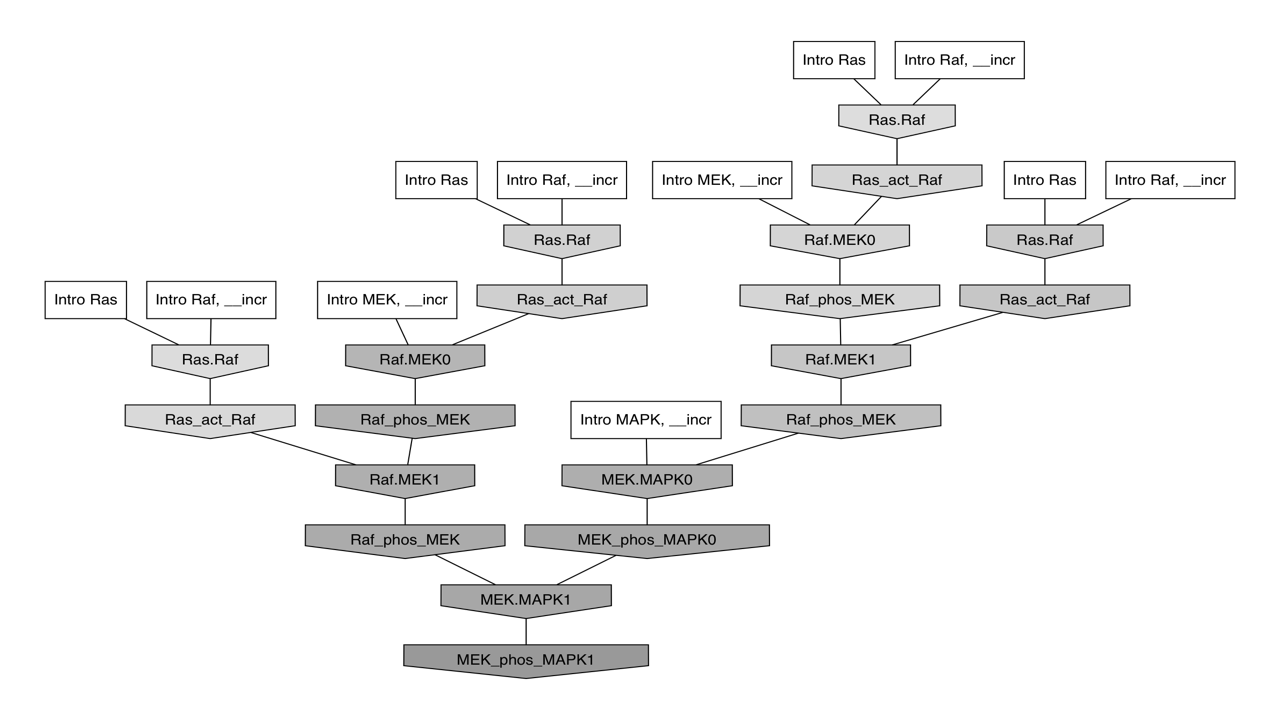 Intro Ras
Intro Raf, __incr
Ras.Raf
Intro Ras
Intro Raf, __incr
Intro MEK, __incr
Ras_act_Raf
Intro Ras
Intro Raf, __incr
Ras.Raf
Raf.MEK0
Ras.Raf
Intro Ras
Intro Raf, __incr
Intro MEK, __incr
Ras_act_Raf
Raf_phos_MEK
Ras_act_Raf
Ras.Raf
Raf.MEK0
Raf.MEK1
Ras_act_Raf
Raf_phos_MEK
Intro MAPK, __incr
Raf_phos_MEK
Raf.MEK1
MEK.MAPK0
Raf_phos_MEK
MEK_phos_MAPK0
MEK.MAPK1
MEK_phos_MAPK1